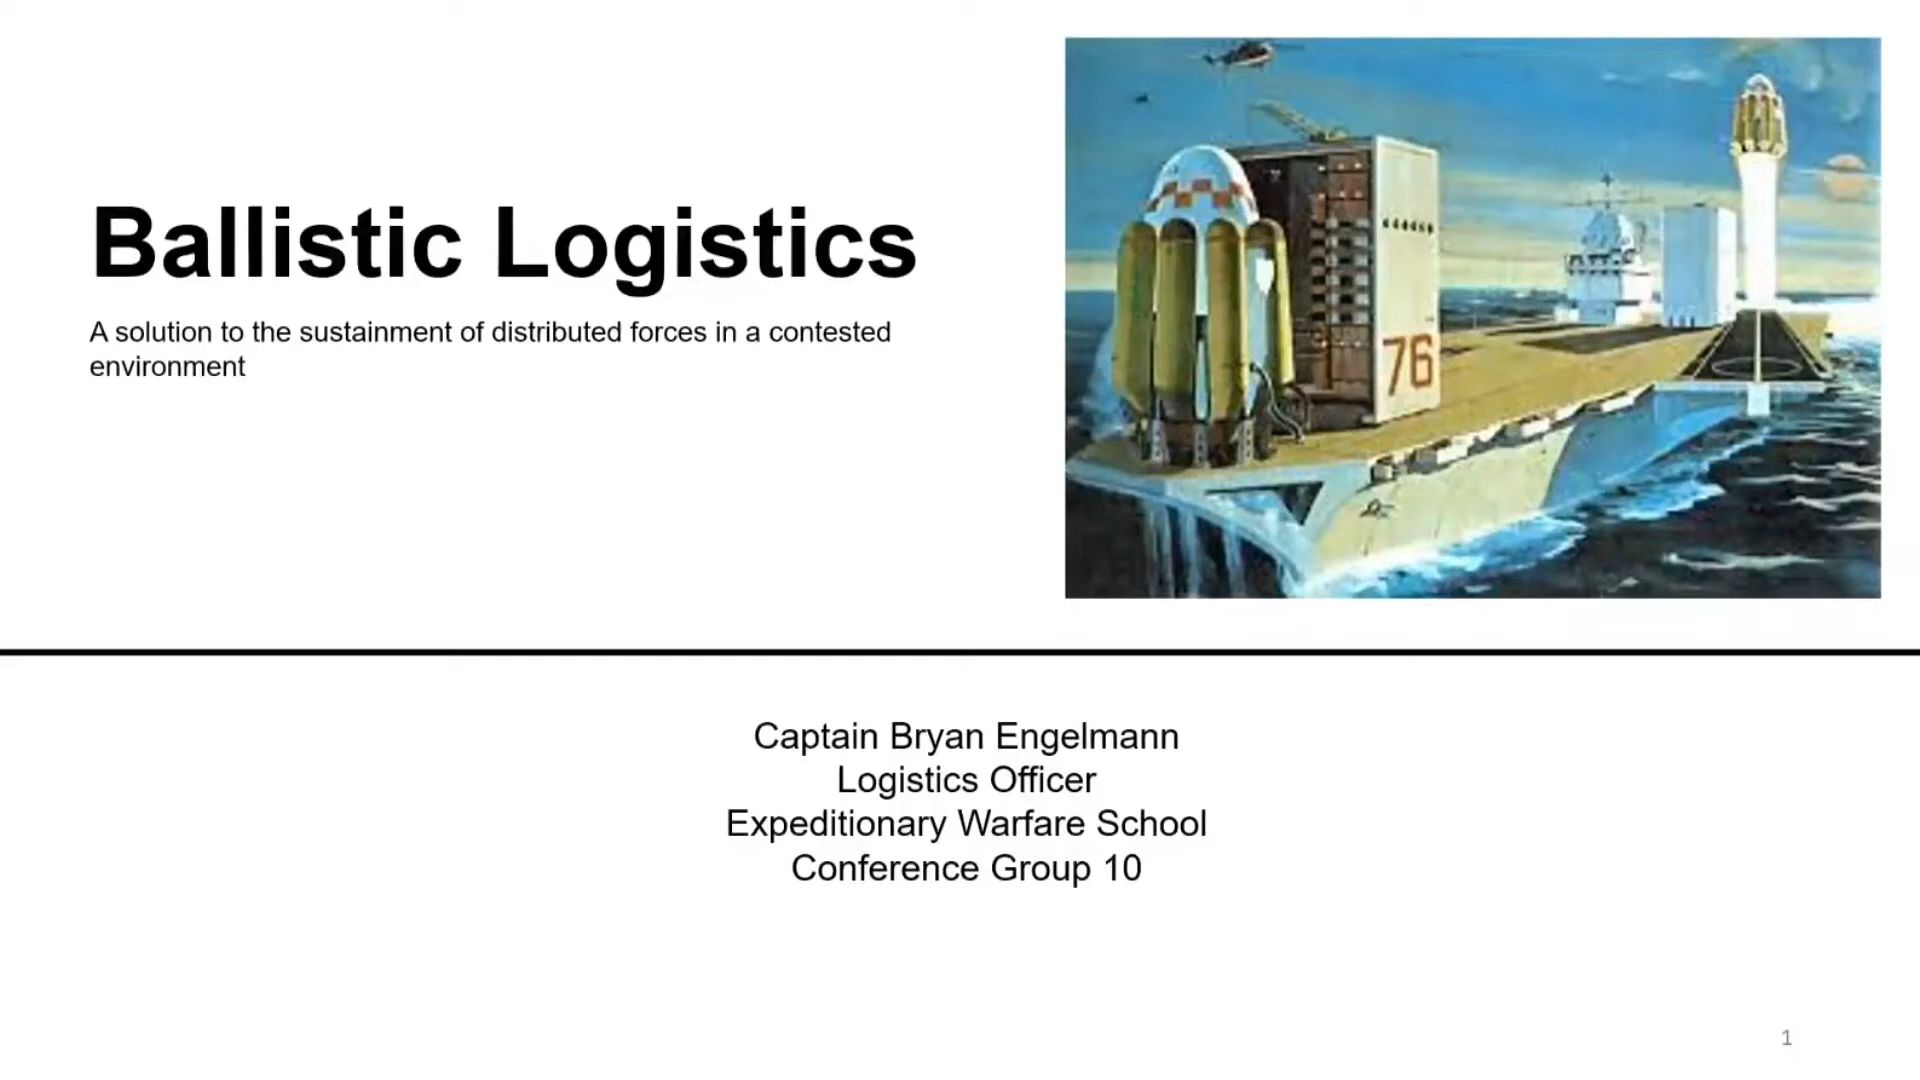 Ballistic Logistics
A solution to the sustainment of distributed forces in a contested
environment
76
Captain Bryan Engelmann
Logistics Officer
Expeditionary Warfare School
Conference Group 10
1